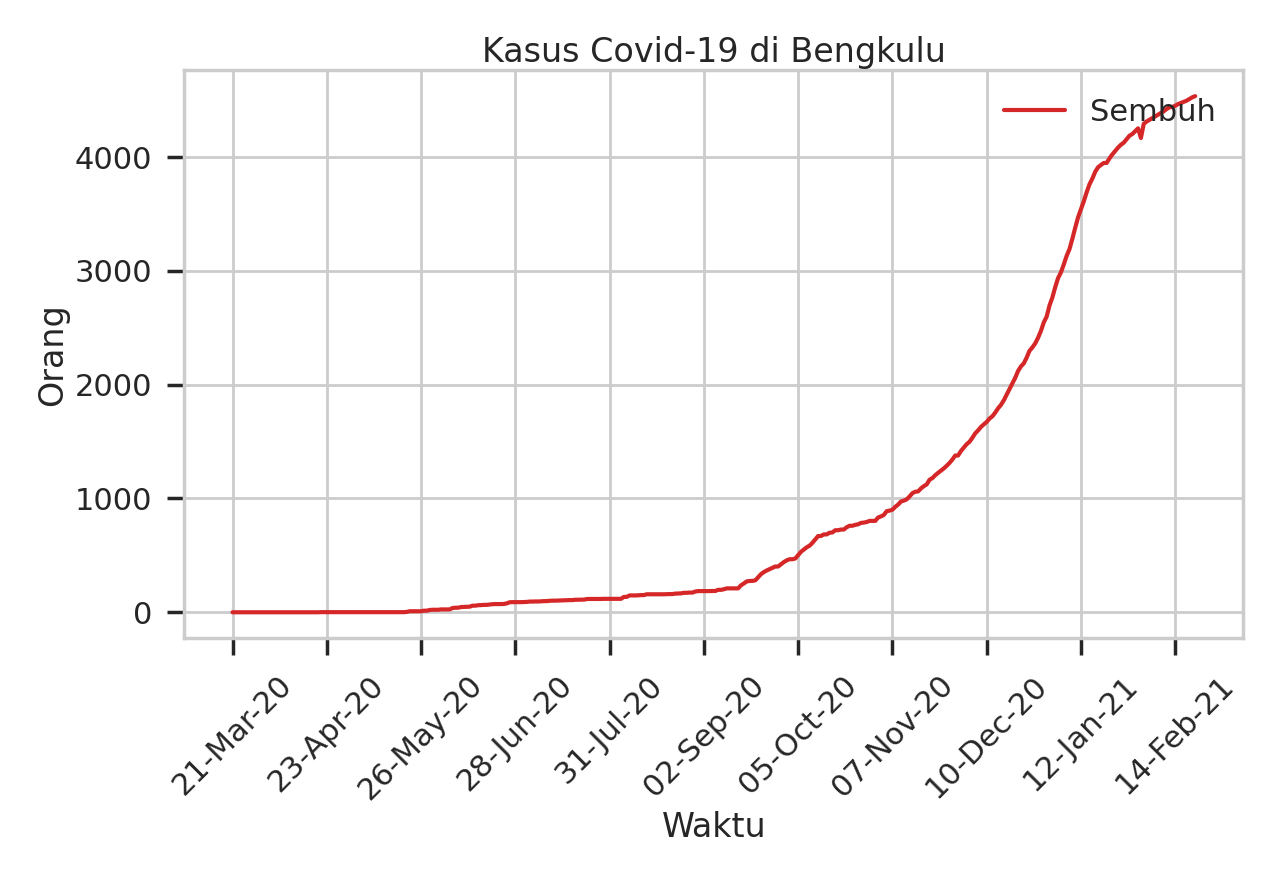 Kasus Covid-19 di Bengkulu
Sembuh
Orang
4000
3000
2000
1000
0
21-Mar-20
23-Apr-20
26-May-20
28-Jun-20
31-Jul-20
02-Sep-20
05-Oct-20
07-Nov-20
10-Dec-20
12-Jan-21
14-Feb-21
Waktu